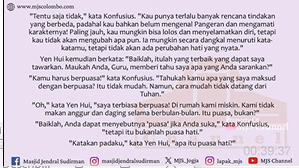 www.mjscolombo.com
"Tentu saja tidak," kata Konfusius. "Kau punya terlalu banyak rencana tindakan
yang berbeda, padahal kau bahkan belum mengenal Pangeran dan mengamati
karakternya! Paling jauh, kau mungkin bisa lolos dan menyelamatkan diri, tetapi
kau tidak akan mengubah apa pun. Ia mungkin secara dangkal menuruti kata-
katamu, tetapi tidak akan ada perubahan hati yang nyata."
Yen Hui kemudian berkata: "Baiklah, itulah yang terbaik yang dapat saya
tawarkan. Maukah Anda, Guru, memberi tahu saya apa yang Anda sarankan?"
"Kamu harus berpuasa!" kata Konfusius. "Tahukah kamu apa yang saya maksud
dengan berpuasa? Itu tidak mudah. Namun, cara mudah tidak datang dari
Tuhan."
"Oh," kata Yen Hui, "saya terbiasa berpuasa! Di rumah kami miskin. Kami tidak
makan anggur dan daging selama berbulan-bulan. Itu puasa, bukan?"
"Baiklah, Anda dapat menyebutnya 'puasa' jika Anda suka," kata Konfusius,
"tetapi itu bukanlah puasa hati."
"Katakan padaku," kata Yen Hui, "apa itu puasa hati?"
00:39:37
Masjid Jendral Sudirman
masjidjendralsudirman
MJS_Jogja
lapak_mjs
MJS Channel